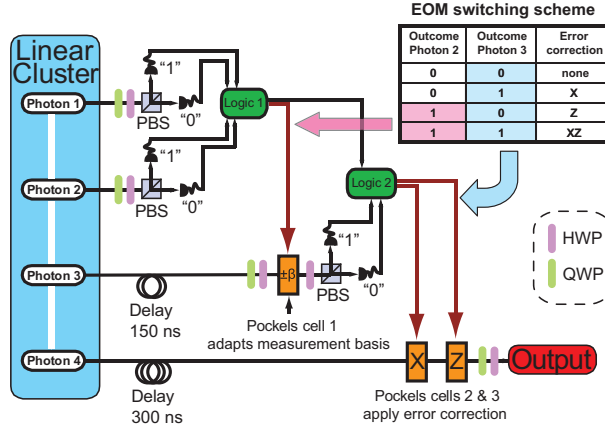 EOM switching scheme
Outcome Photon 2
Outcome Photon 3
Error correction
0 0 none
0 1 X
1 0 Z
1 1 XZ
Linear
Cluster
Photon 1
"1"
"0"
PBS
Logic 1
Photon 2
"1"
"0"
PBS
Logic 2
Photon 3
Delay
150 ns
±β
"1"
"0"
PBS
Pockels cell 1
adapts measurement basis
HWP
QWP
Photon 4
Delay
300 ns
X
Z
Output
Pockels cells 2 & 3
apply error correction